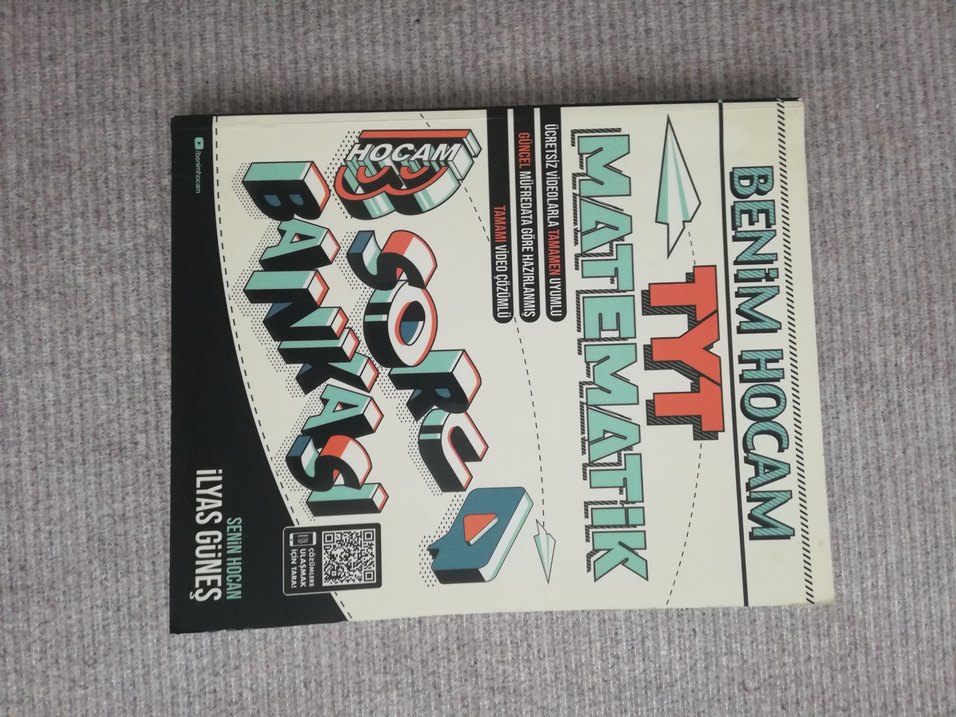 BENİM HOCAM
TYT
MATEMATİK
ÜCRETSİZ VİDEOLARLA TAMAMEN UYUMLU
GÜNCEL MÜFREDATA GÖRE HAZIRLANMIŞ
TAMAMI VİDEO ÇÖZÜMLÜ
HOCAM
SORU
BANKASI
ÇÖZÜMLERE
ULAŞMAK
İÇİN TARA!
SENİN HOCAN
İLYAS GÜNEŞ
/benimhocam